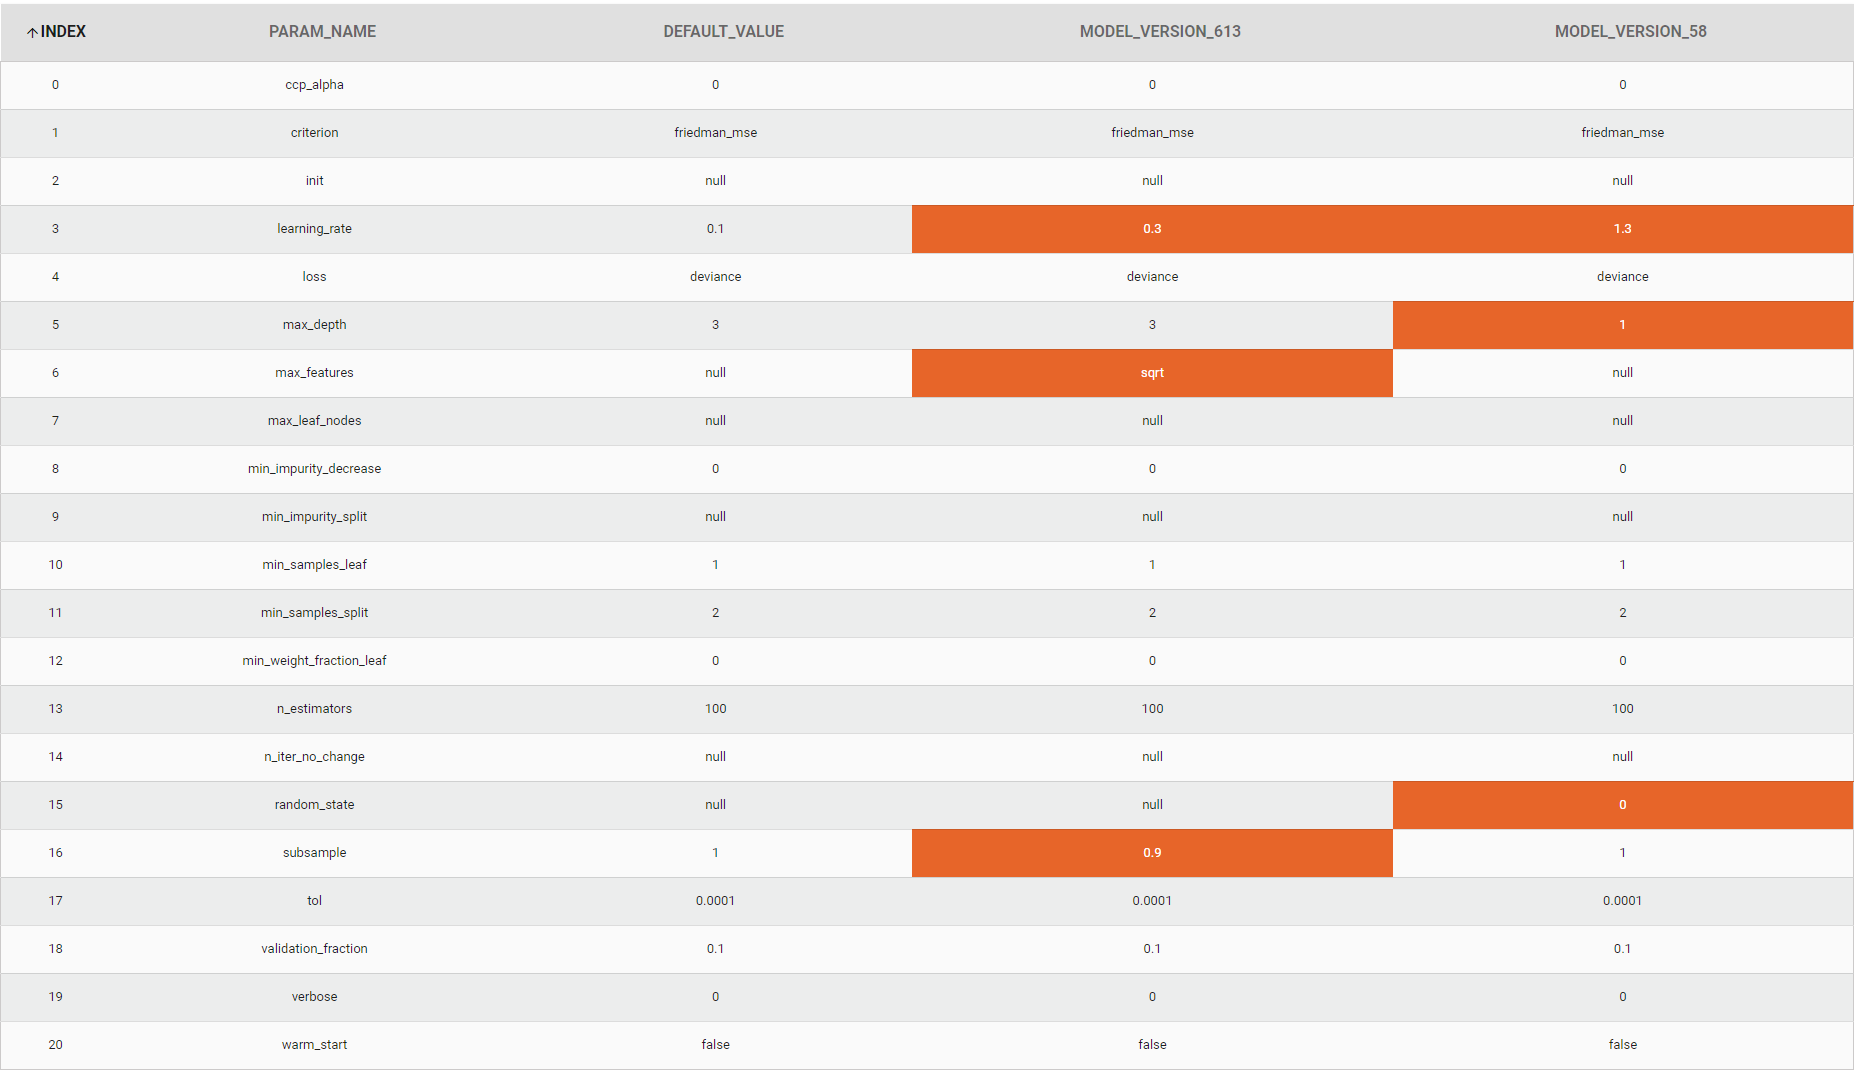 ↑INDEX PARAM_NAME DEFAULT_VALUE MODEL_VERSION_613 MODEL_VERSION_58
0 ccp_alpha 0 0 0
1 criterion friedman_mse friedman_mse friedman_mse
2 init null null null
3 learning_rate 0.1 0.3 1.3
4 loss deviance deviance deviance
5 max_depth 3 3 1
6 max_features null sqrt null
7 max_leaf_nodes null null null
8 min_impurity_decrease 0 0 0
9 min_impurity_split null null null
10 min_samples_leaf 1 1 1
11 min_samples_split 2 2 2
12 min_weight_fraction_leaf 0 0 0
13 n_estimators 100 100 100
14 n_iter_no_change null null null
15 random_state null null 0
16 subsample 1 0.9 1
17 tol 0.0001 0.0001 0.0001
18 validation_fraction 0.1 0.1 0.1
19 verbose 0 0 0
20 warm_start false false false